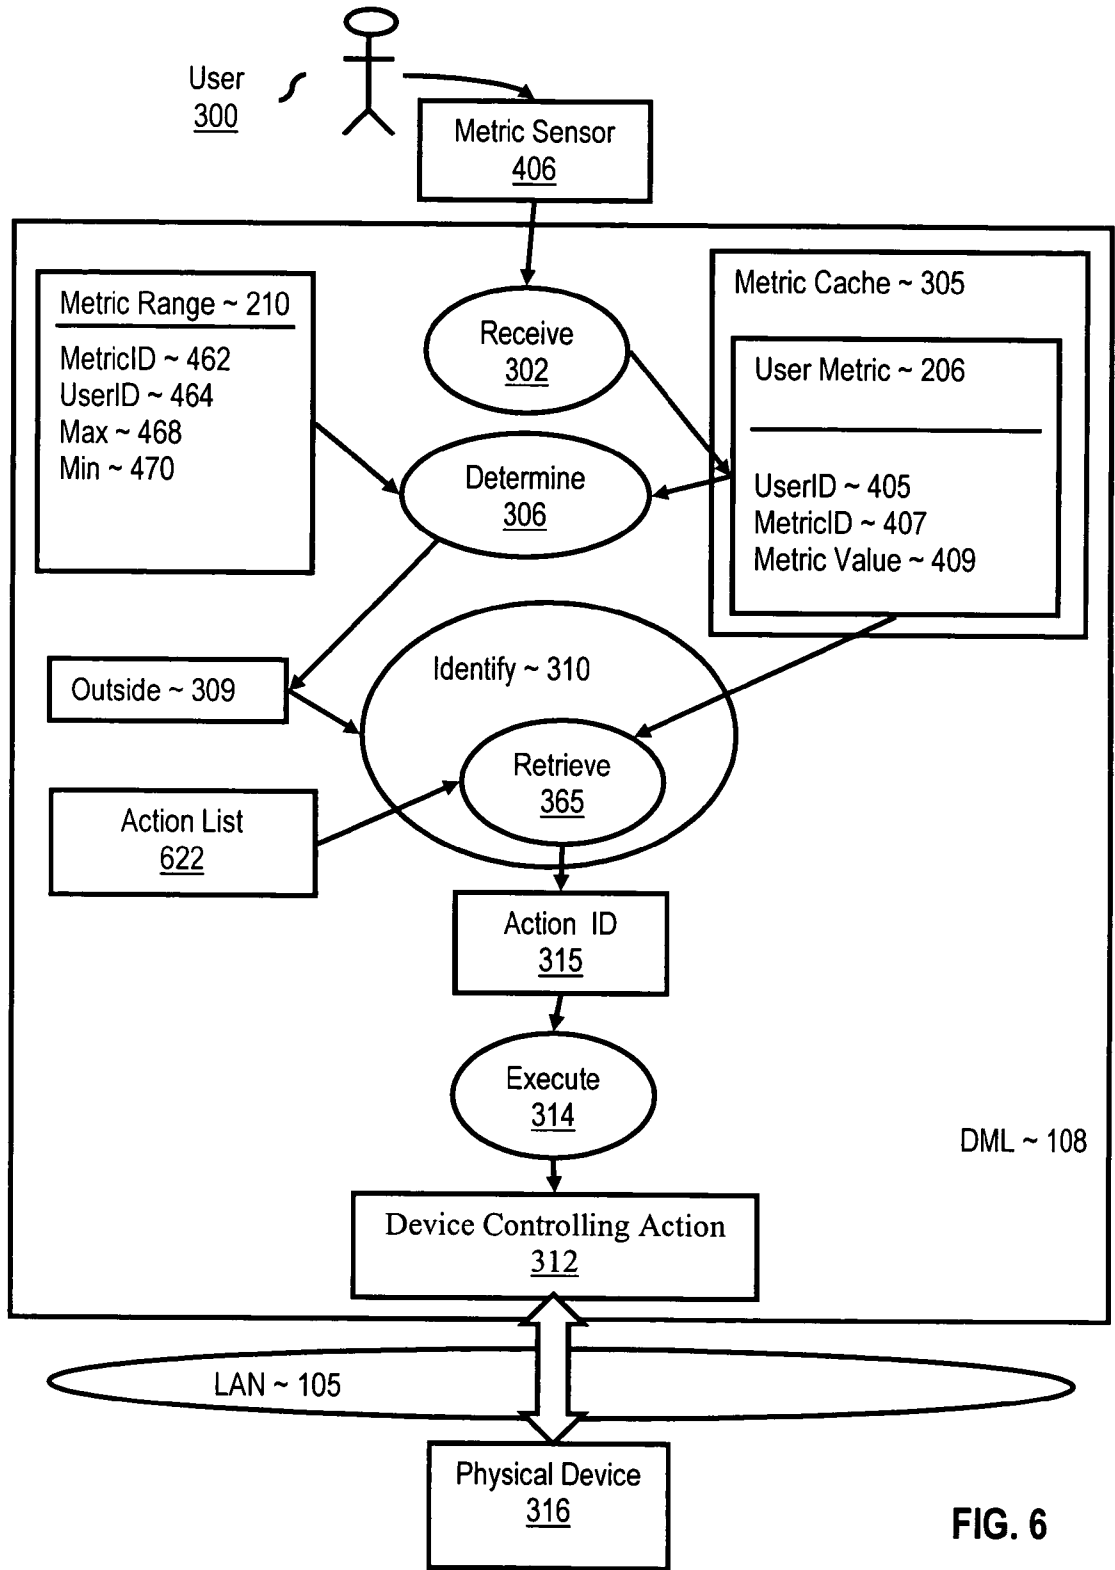 User
300
Metric Sensor
406
Metric Range ~ 210
MetricID ~ 462
UserID ~ 464
Max ~ 468
Min ~ 470
Receive
302
Metric Cache ~ 305
User Metric ~ 206
UserID ~ 405
MetricID ~ 407
Metric Value ~ 409
Determine
306
Outside ~ 309
Identify ~ 310
Retrieve
365
Action List
622
Action ID
315
Execute
314
DML ~ 108
Device Controlling Action
312
LAN ~ 105
Physical Device
316
FIG. 6